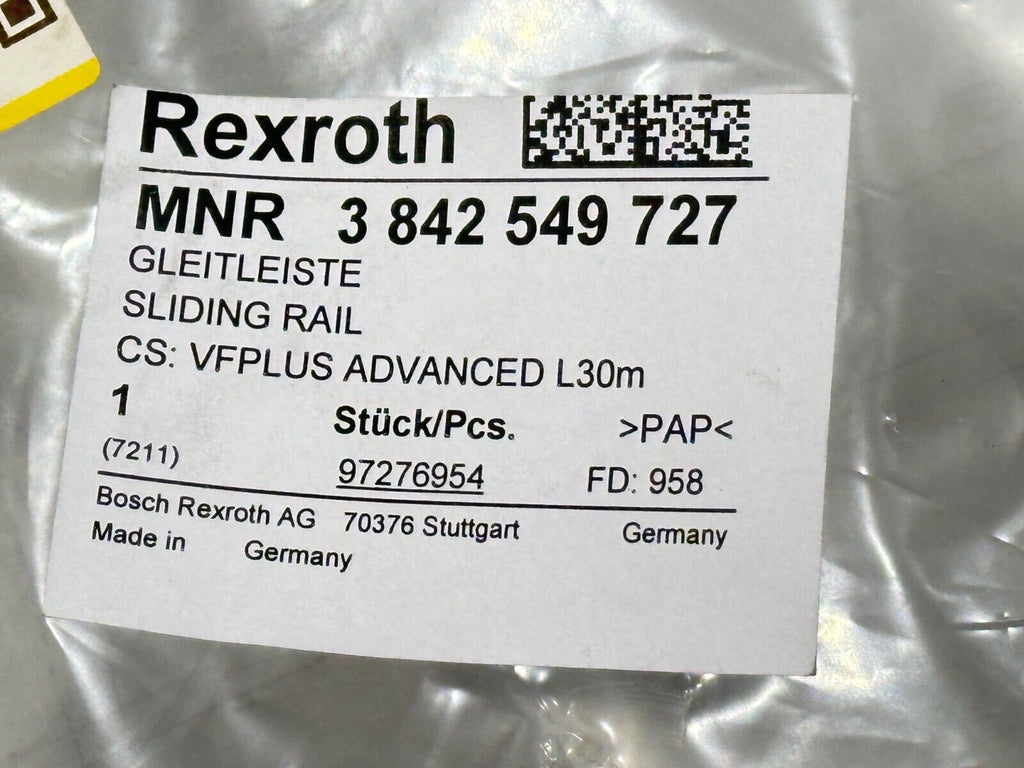 Rexroth
MNR 3 842 549 727
GLEITLEISTE
SLIDING RAIL
CS: VFPLUS ADVANCED L30m
1 Stück/Pcs. >PAP<
(7211) 97276954 FD: 958
Bosch Rexroth AG 70376 Stuttgart Germany
Made in Germany